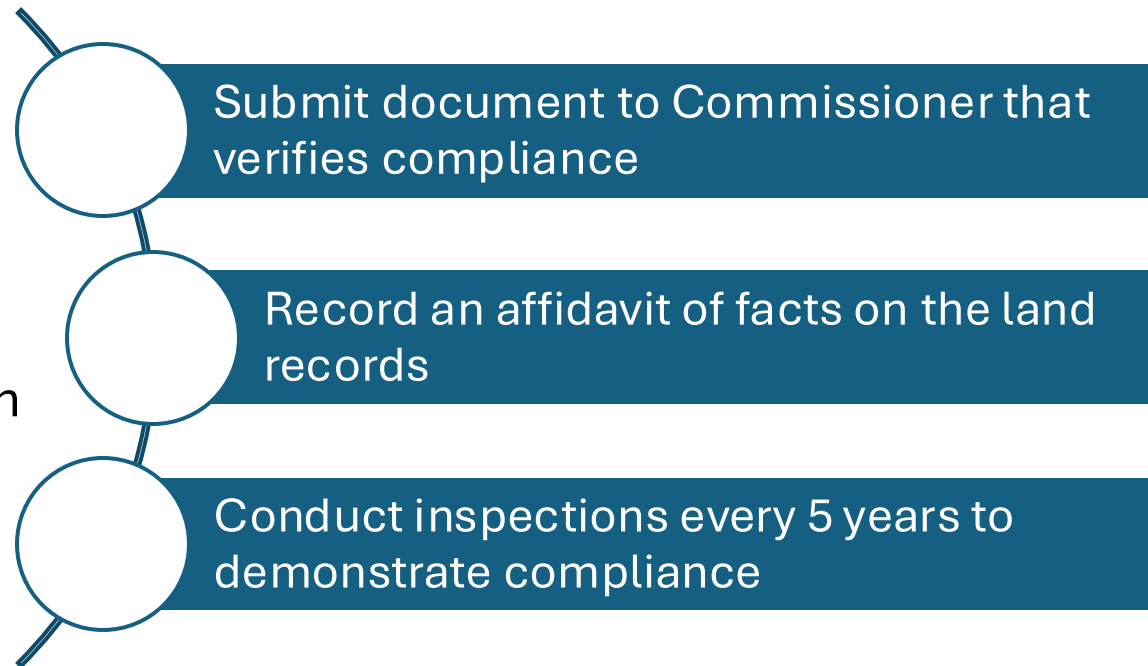 Submit document to Commissioner that
verifies compliance
Record an affidavit of facts on the land
records
n
Conduct inspections every 5 years to
demonstrate compliance